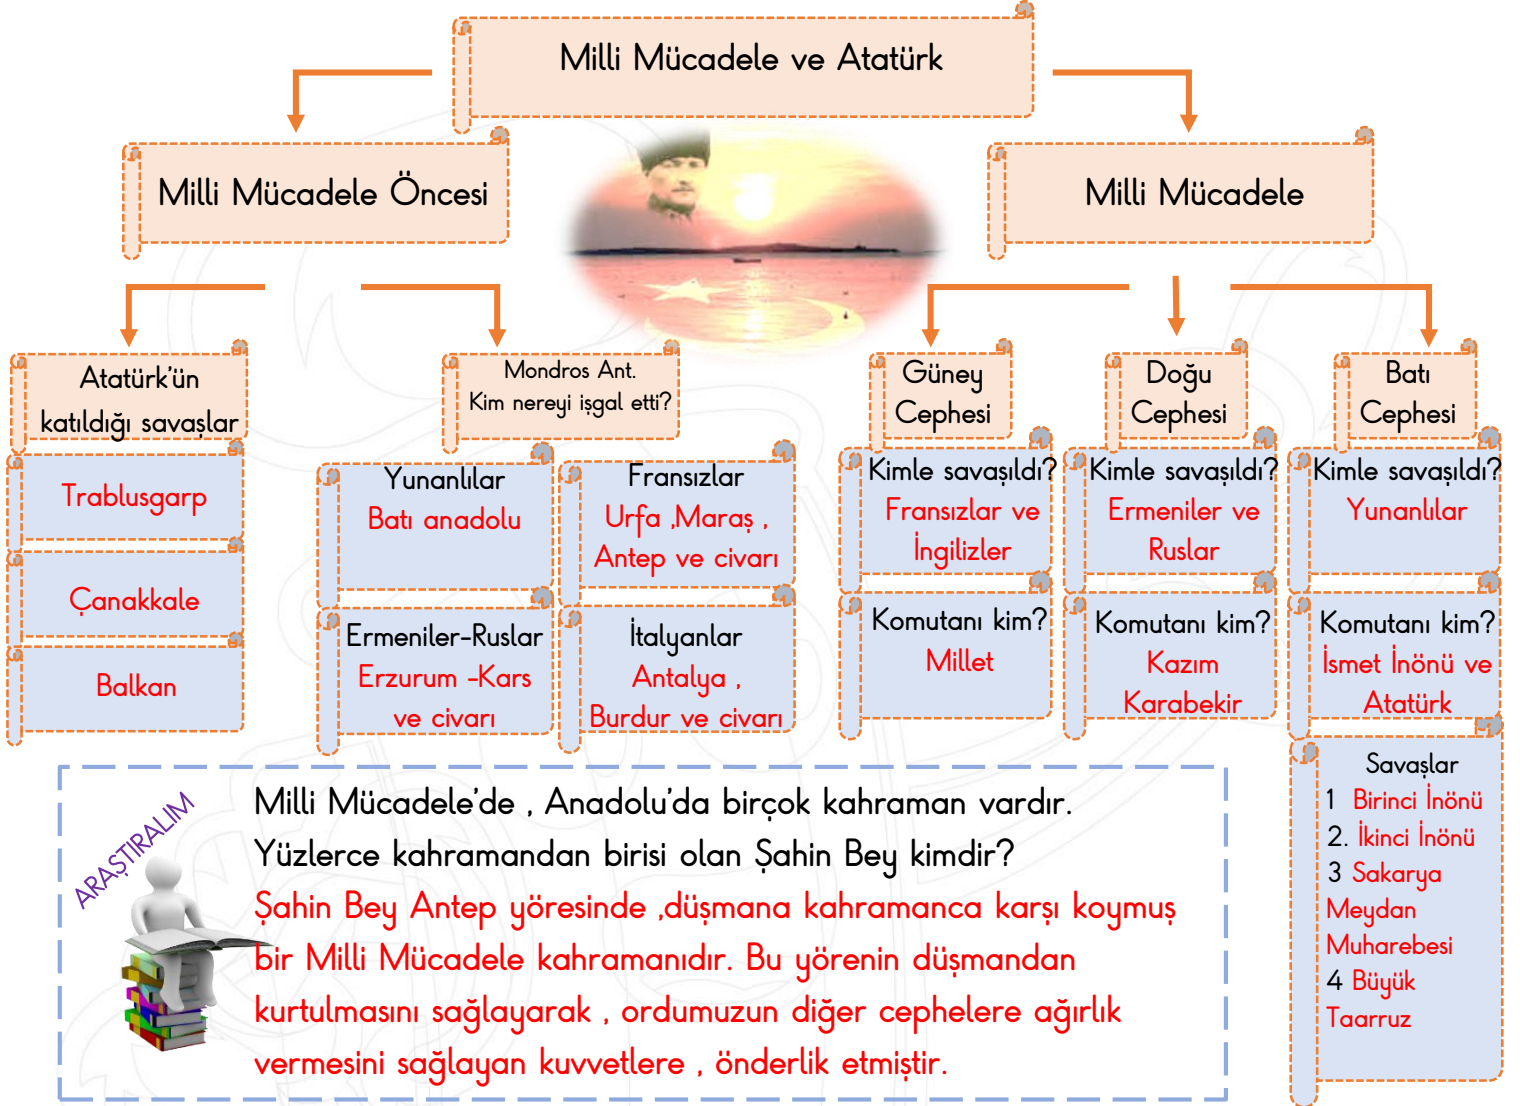 Milli Mücadele ve Atatürk
Milli Mücadele Öncesi
Milli Mücadele
Atatürk'ün
katıldığı savaşlar
Trablusgarp
Çanakkale
Balkan
Mondros Ant.
Kim nereyi işgal etti?
Yunanlılar
Batı anadolu
Fransızlar
Urfa ,Maraş ,
Antep ve civarı
Ermeniler-Ruslar
Erzurum -Kars
ve civarı
İtalyanlar
Antalya ,
Burdur ve civarı
Güney
Cephesi
Kimle savaşıldı?
Fransızlar ve
İngilizler
Komutanı kim?
Millet
Doğu
Cephesi
Kimle savaşıldı?
Ermeniler ve
Ruslar
Komutanı kim?
Kazım
Karabekir
Batı
Cephesi
Kimle savaşıldı?
Yunanlılar
Komutanı kim?
İsmet İnönü ve
Atatürk
Savaşlar
1 Birinci İnönü
2. İkinci İnönü
3 Sakarya
Meydan
Muharebesi
4 Büyük
Taarruz
ARAŞTIRALIM
Milli Mücadele'de , Anadolu'da birçok kahraman vardır.
Yüzlerce kahramandan birisi olan Şahin Bey kimdir?
Şahin Bey Antep yöresinde ,düşmana kahramanca karşı koymuş
bir Milli Mücadele kahramanıdır. Bu yörenin düşmandan
kurtulmasını sağlayarak , ordumuzun diğer cephelere ağırlık
vermesini sağlayan kuvvetlere , önderlik etmiştir.